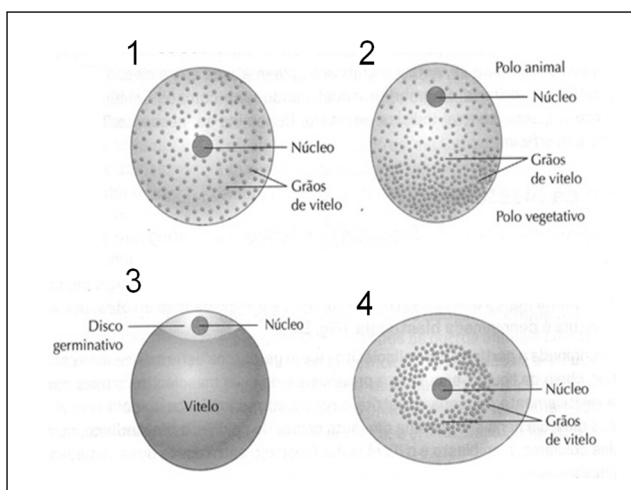 1
Núcleo
Grãos
de vitelo
2
Polo animal
Núcleo
Grãos
de vitelo
Polo vegetativo
3
Disco
germinativo
Núcleo
Vitelo
4
Núcleo
Grãos
de vitelo